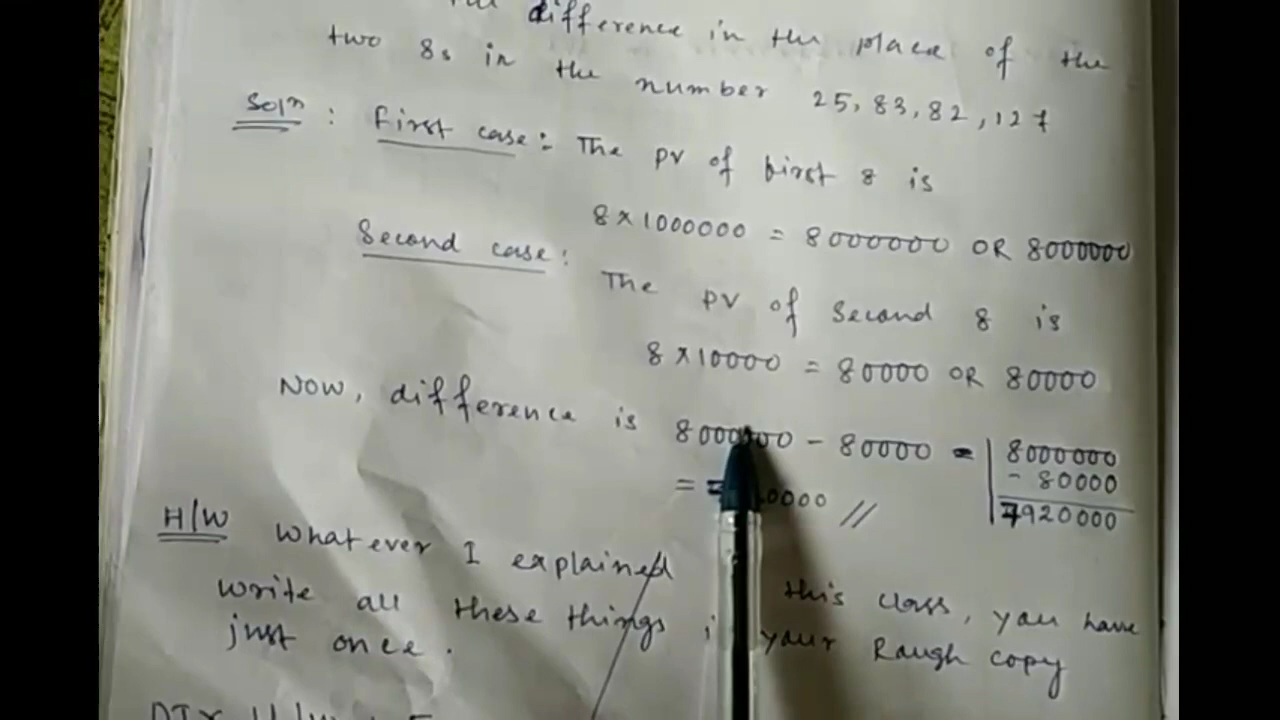 difference in the place of the
two 8s in the number 25,83,82,127
Soln : First case: The PV of first 8 is
8×1000000 = 8000000 OR 8000000
Second case: The PV of Second 8 is
8×10000 = 80000 OR 80000
Now, difference is 8000000 - 80000 = 8000000
- 80000
7920000
= 0000 //
H/W Whatever I explained this class, you have
write all these things your Rough copy
just once.